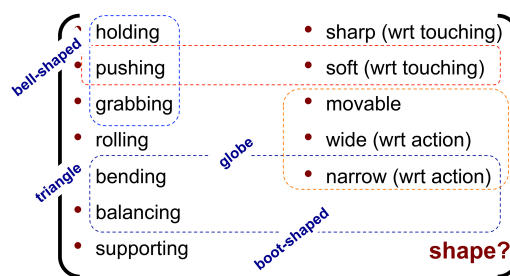 holding
sharp (wrt touching)
bell-shaped
pushing
soft (wrt touching)
grabbing
movable
rolling
globe
wide (wrt action)
triangle
bending
narrow (wrt action)
balancing
boot-shaped
supporting
shape?